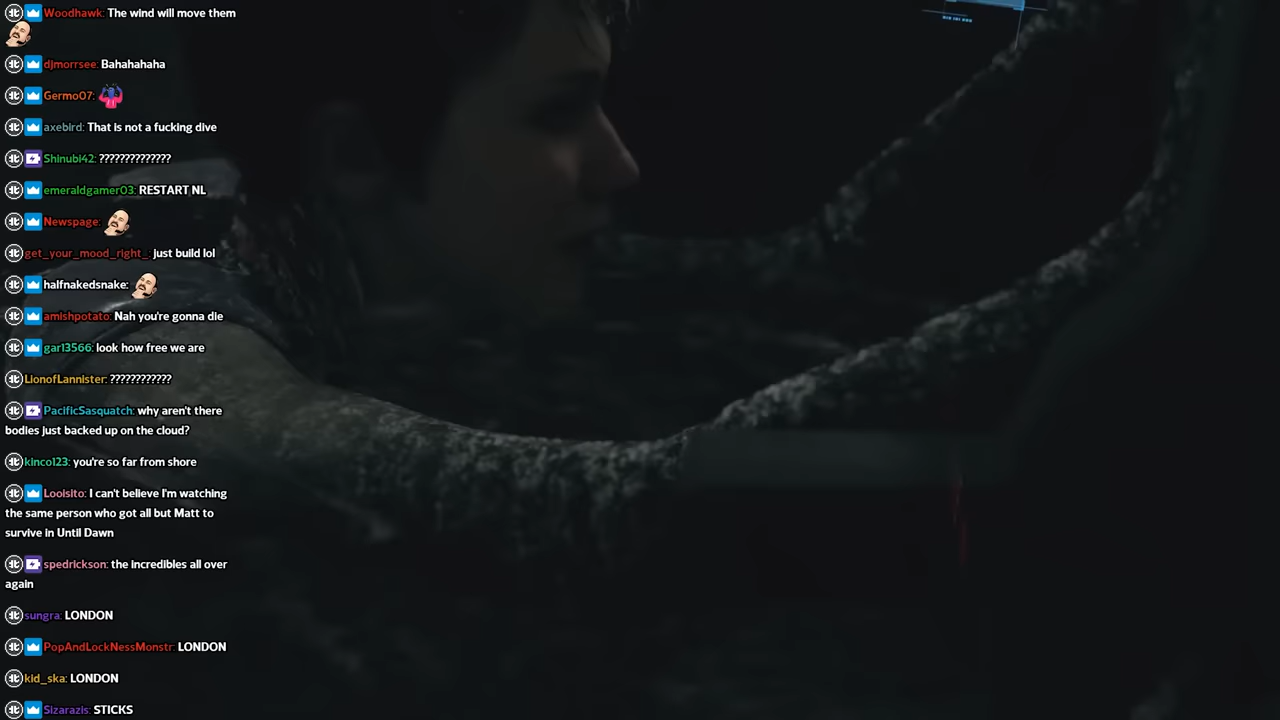 Woodhawk: The wind will move them
djmorrsee: Bahahahaha
Germo07:
axebird: That is not a fucking dive
Shinubi42: ??????????????
emeraldgamer03: RESTART NL
Newspage:
get_your_mood_right_: just build lol
halfnakedsnake:
amishpotato: Nah you're gonna die
gar13566: look how free we are
LionofLannister: ????????????
PacificSasquatch: why aren't there
bodies just backed up on the cloud?
kinco123: you're so far from shore
Looisito: I can't believe I'm watching
the same person who got all but Matt to
survive in Until Dawn
spedrickson: the incredibles all over
again
sungra: LONDON
PopAndLockNessMonstr: LONDON
kid_ska: LONDON
Sizarazis: STICKS